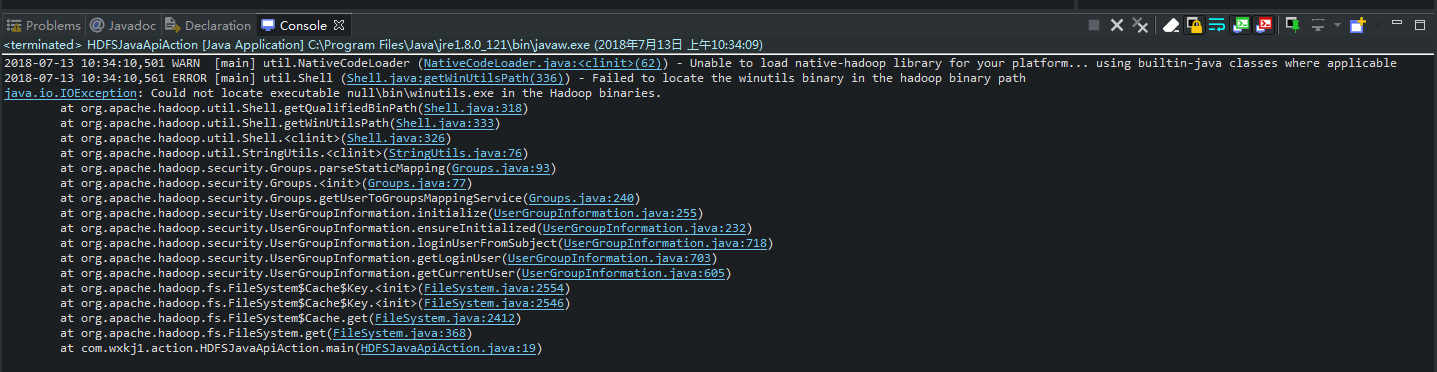 Problems Javadoc Declaration Console
<terminated> HDFSJavaApiAction [Java Application] C:\Program Files\Java\jre1.8.0_121\bin\javaw.exe (2018年7月13日 上午10:34:09)
2018-07-13 10:34:10,501 WARN  [main] util.NativeCodeLoader (NativeCodeLoader.java:<clinit>(62)) - Unable to load native-hadoop library for your platform... using builtin-java classes where applicable
2018-07-13 10:34:10,561 ERROR [main] util.Shell (Shell.java:getWinUtilsPath(336)) - Failed to locate the winutils binary in the hadoop binary path
java.io.IOException: Could not locate executable null\bin\winutils.exe in the Hadoop binaries.
at org.apache.hadoop.util.Shell.getQualifiedBinPath(Shell.java:318)
at org.apache.hadoop.util.Shell.getWinUtilsPath(Shell.java:333)
at org.apache.hadoop.util.Shell.<clinit>(Shell.java:326)
at org.apache.hadoop.util.StringUtils.<clinit>(StringUtils.java:76)
at org.apache.hadoop.security.Groups.parseStaticMapping(Groups.java:93)
at org.apache.hadoop.security.Groups.<init>(Groups.java:77)
at org.apache.hadoop.security.Groups.getUserToGroupsMappingService(Groups.java:240)
at org.apache.hadoop.security.UserGroupInformation.initialize(UserGroupInformation.java:255)
at org.apache.hadoop.security.UserGroupInformation.ensureInitialized(UserGroupInformation.java:232)
at org.apache.hadoop.security.UserGroupInformation.loginUserFromSubject(UserGroupInformation.java:718)
at org.apache.hadoop.security.UserGroupInformation.getLoginUser(UserGroupInformation.java:703)
at org.apache.hadoop.security.UserGroupInformation.getCurrentUser(UserGroupInformation.java:605)
at org.apache.hadoop.fs.FileSystem$Cache$Key.<init>(FileSystem.java:2554)
at org.apache.hadoop.fs.FileSystem$Cache$Key.<init>(FileSystem.java:2546)
at org.apache.hadoop.fs.FileSystem$Cache.get(FileSystem.java:2412)
at org.apache.hadoop.fs.FileSystem.get(FileSystem.java:368)
at com.wxkj1.action.HDFSJavaApiAction.main(HDFSJavaApiAction.java:19)